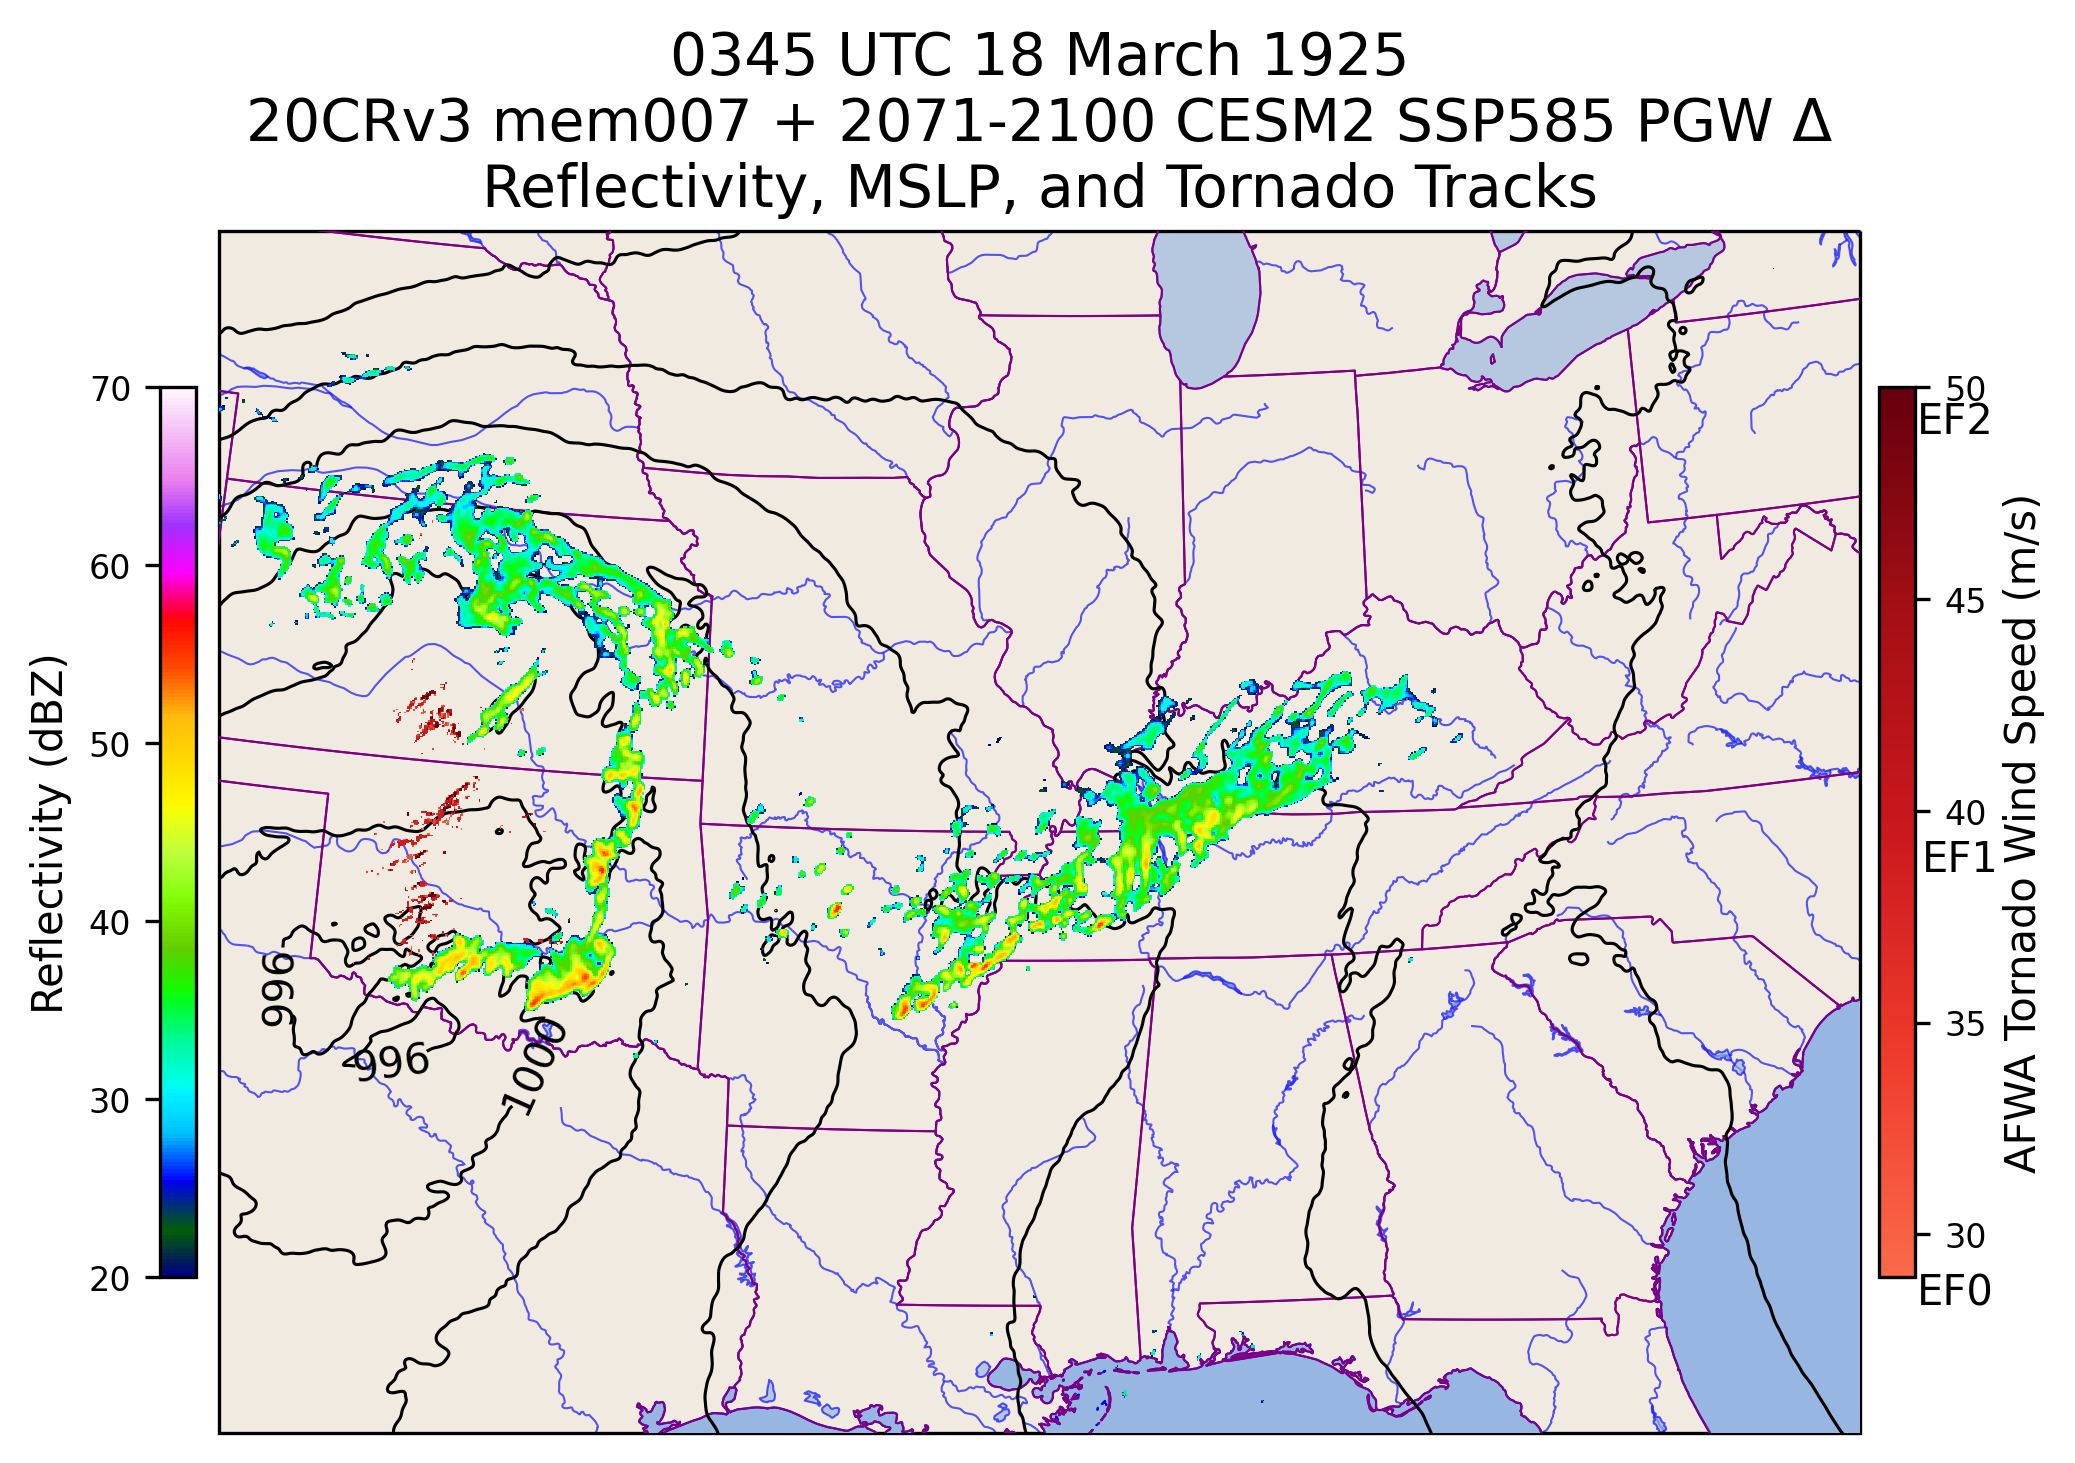 0345 UTC 18 March 1925
20CRv3 mem007 + 2071-2100 CESM2 SSP585 PGW Δ
Reflectivity, MSLP, and Tornado Tracks
70
60
50
40
30
20
Reflectivity (dBZ)
996
996
1000
50
EF2
45
40
EF1
35
30
EF0
AFWA Tornado Wind Speed (m/s)